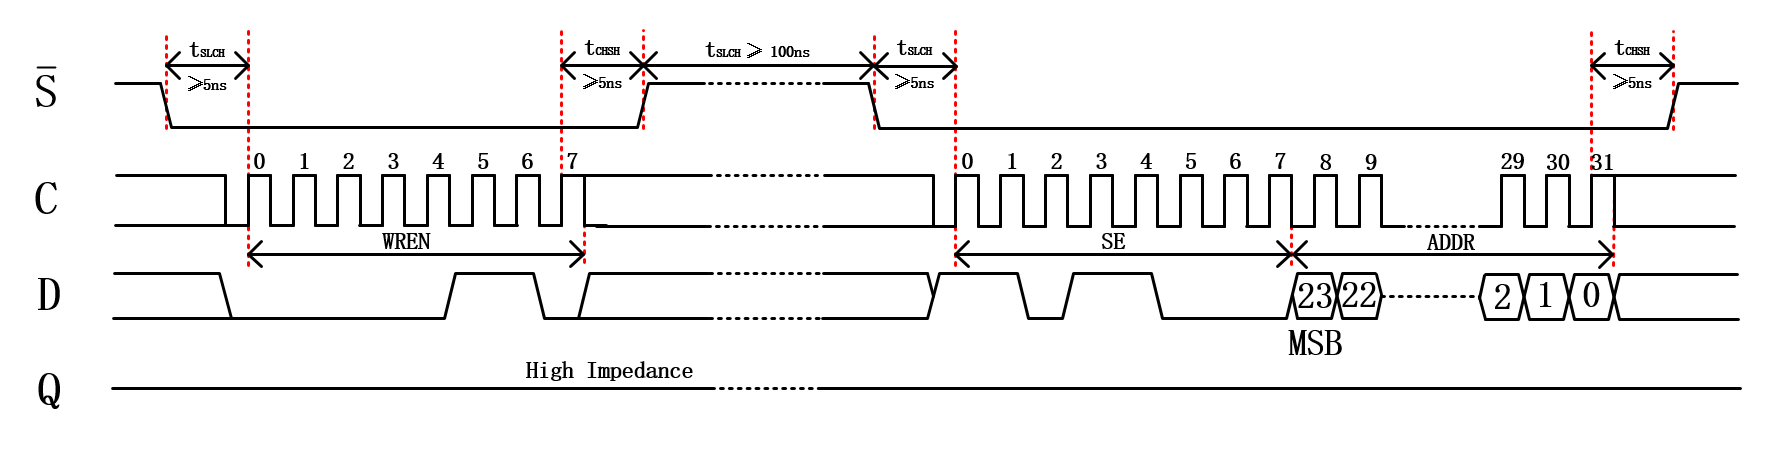 tSLCH tCHSH tSLCH > 100ns tSLCH tCHSH
S̅ >5ns >5ns >5ns >5ns
0 1 2 3 4 5 6 7 0 1 2 3 4 5 6 7 8 9 29 30 31
C
WREN SE ADDR
D 23 22 2 1 0
MSB
High Impedance
Q